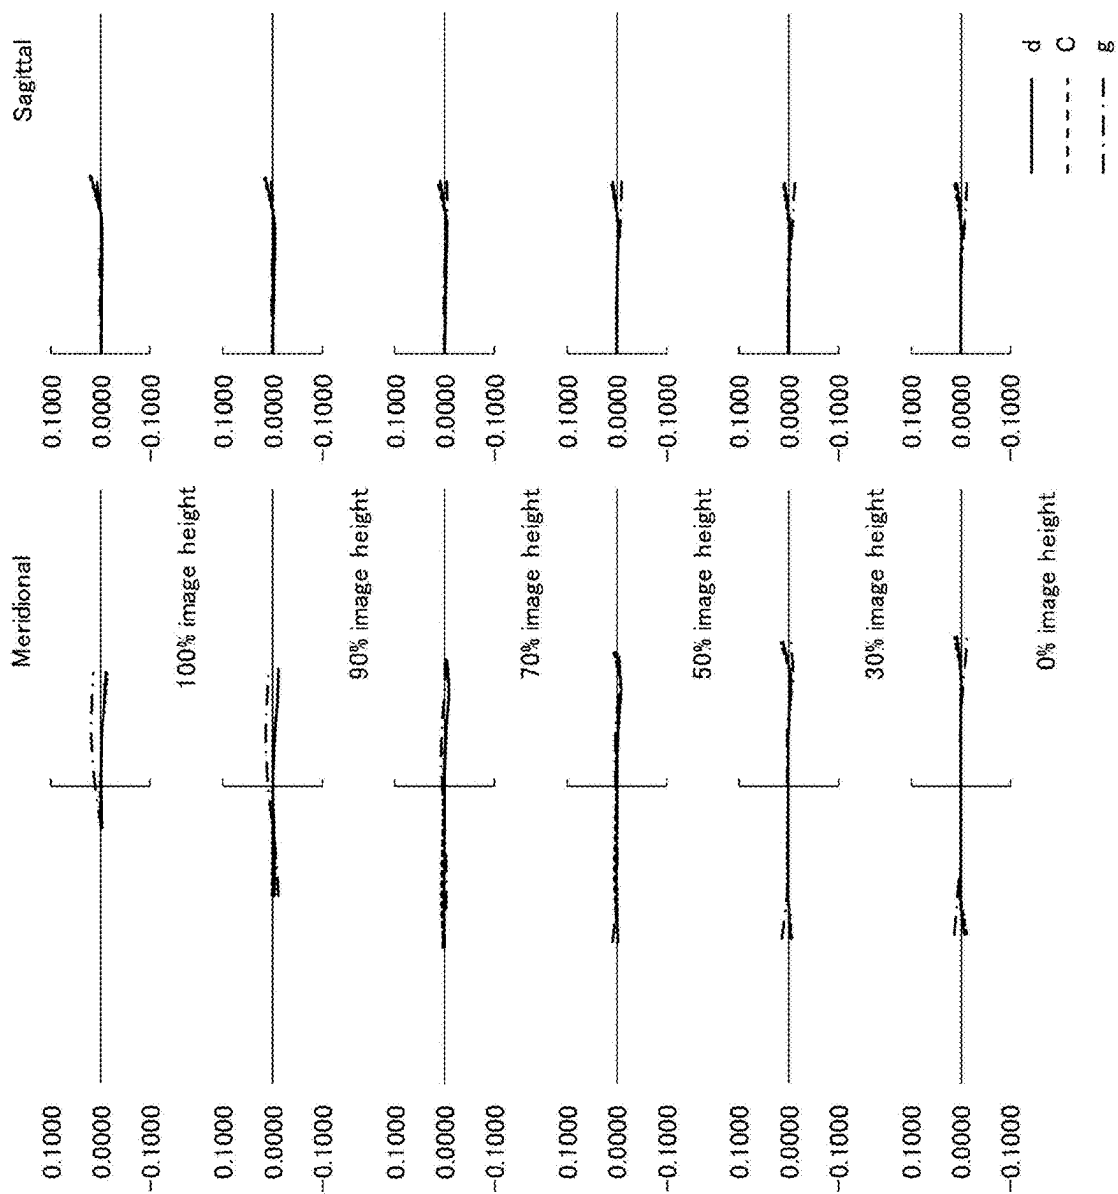 Meridional Sagittal
0.1000 0.1000
0.0000 0.0000
-0.1000 -0.1000
100% image height
0.1000 0.1000
0.0000 0.0000
-0.1000 -0.1000
90% image height
0.1000 0.1000
0.0000 0.0000
-0.1000 -0.1000
70% image height
0.1000 0.1000
0.0000 0.0000
-0.1000 -0.1000
50% image height
0.1000 0.1000
0.0000 0.0000
-0.1000 -0.1000
30% image height
0.1000 0.1000
0.0000 0.0000
-0.1000 -0.1000
0% image height
d
C
g